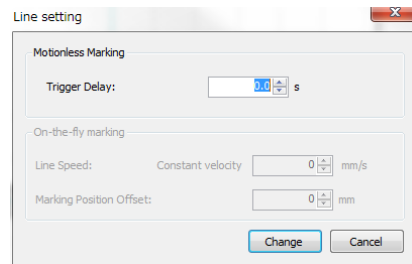 Line setting
Motionless Marking
Trigger Delay: 0.0 s
On-the-fly marking
Line Speed: Constant velocity 0 mm/s
Marking Position Offset: 0 mm
Change Cancel